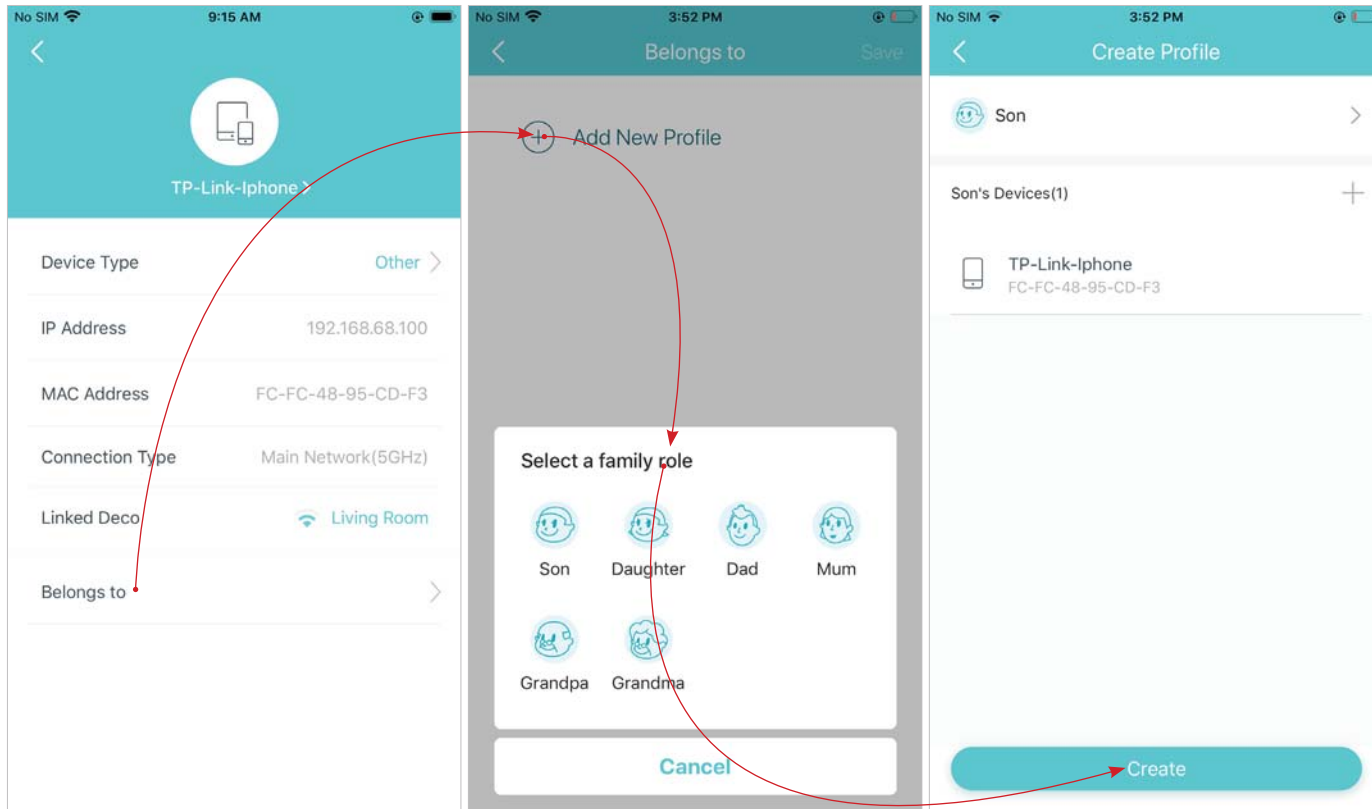 No SIM 9:15 AM
TP-Link-Iphone
Device Type Other
IP Address 192.168.68.100
MAC Address FC-FC-48-95-CD-F3
Connection Type Main Network(5GHz)
Linked Deco Living Room
Belongs to
No SIM 3:52 PM
Belongs to Save
Add New Profile
Select a family role
Son Daughter Dad Mum
Grandpa Grandma
Cancel
No SIM 3:52 PM
Create Profile
Son
Son's Devices(1)
TP-Link-Iphone
FC-FC-48-95-CD-F3
Create